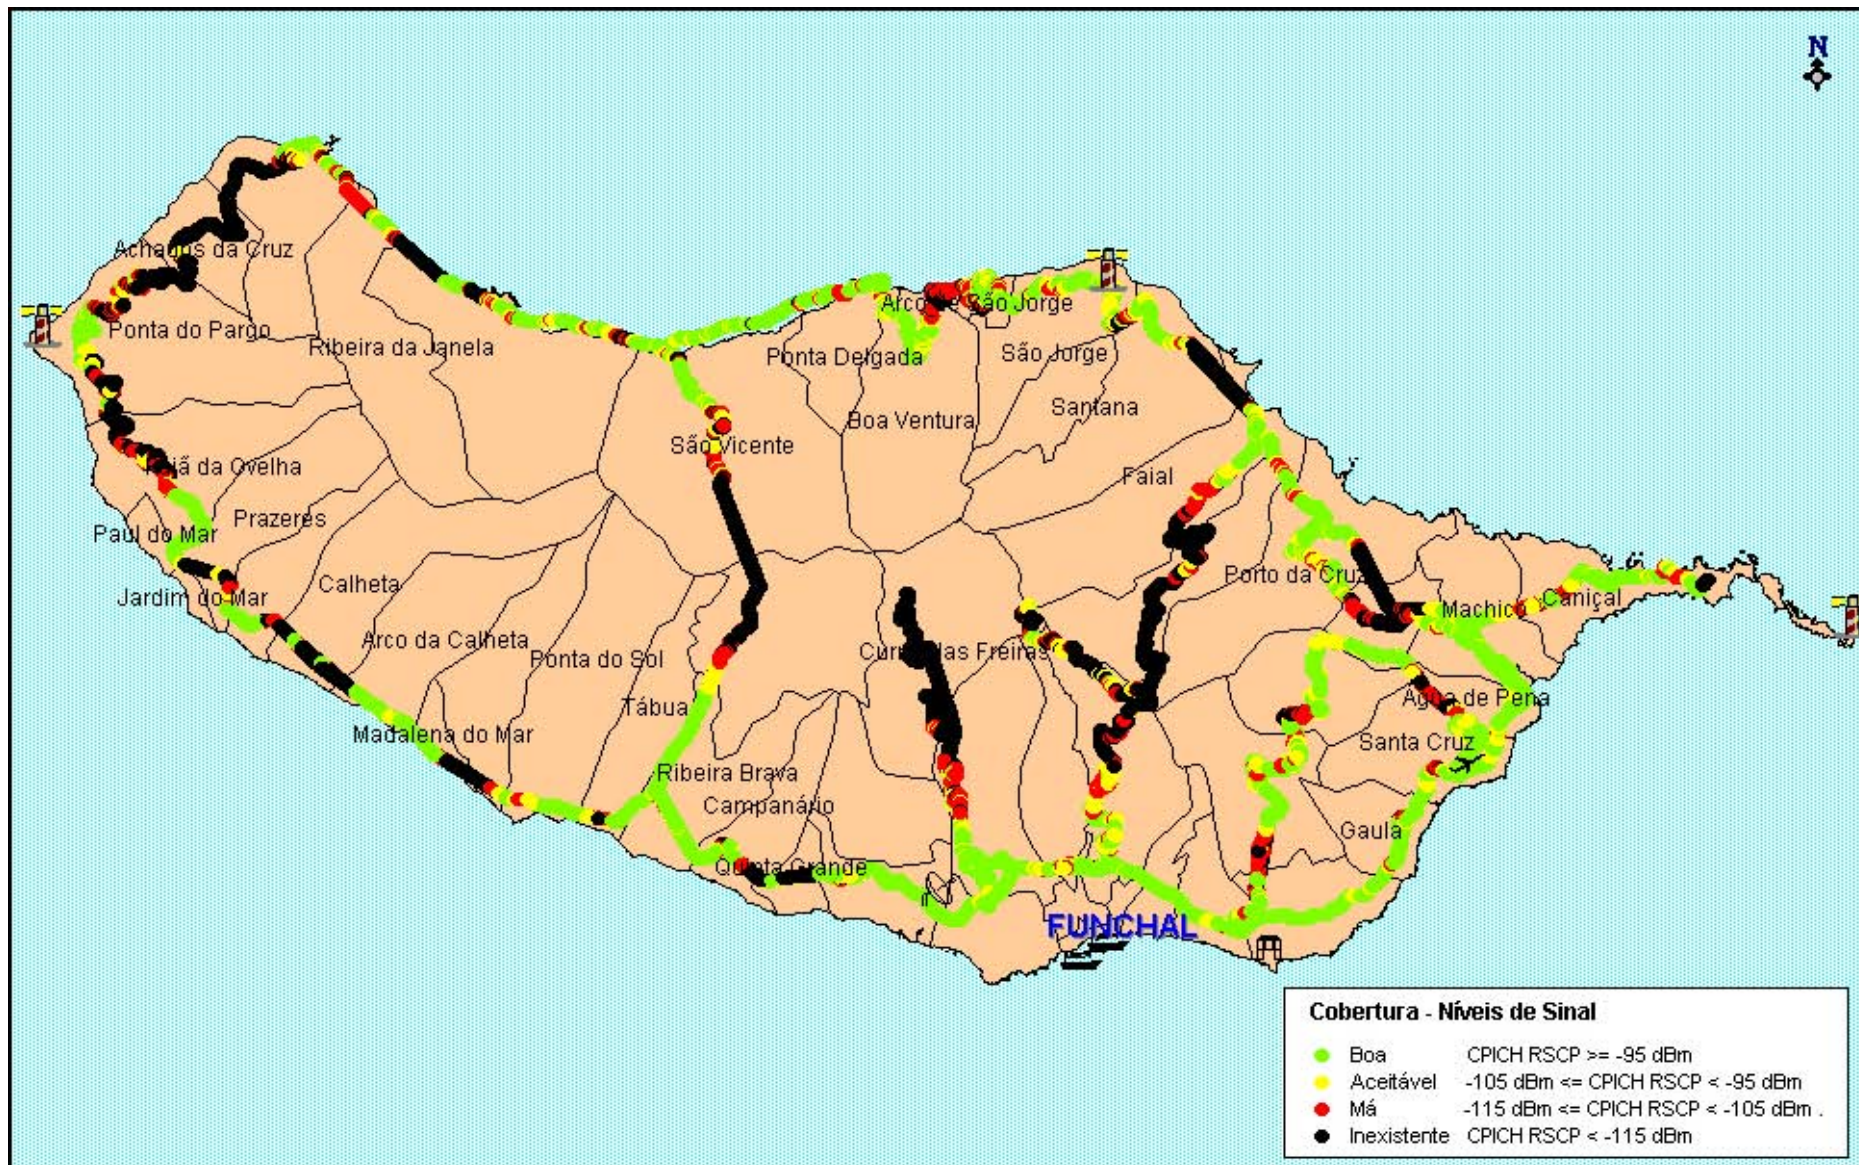 N
Achadas da Cruz
Ponta do Pargo
Ribeira da Janela
Arco de São Jorge
Ponta Delgada
São Jorge
Santana
Boa Ventura
São Vicente
Fajã da Ovelha
Faial
Prazeres
Paul do Mar
Calheta
Jardim do Mar
Porto da Cruz
Machico
Caniçal
Arco da Calheta
Ponta do Sol
Curral das Freiras
Tábua
Água de Pena
Madalena do Mar
Santa Cruz
Ribeira Brava
Campanário
Gaula
Quinta Grande
FUNCHAL
Cobertura - Níveis de Sinal
Boa CPICH RSCP >= -95 dBm
Aceitável -105 dBm <= CPICH RSCP < -95 dBm
Má -115 dBm <= CPICH RSCP < -105 dBm .
Inexistente CPICH RSCP < -115 dBm